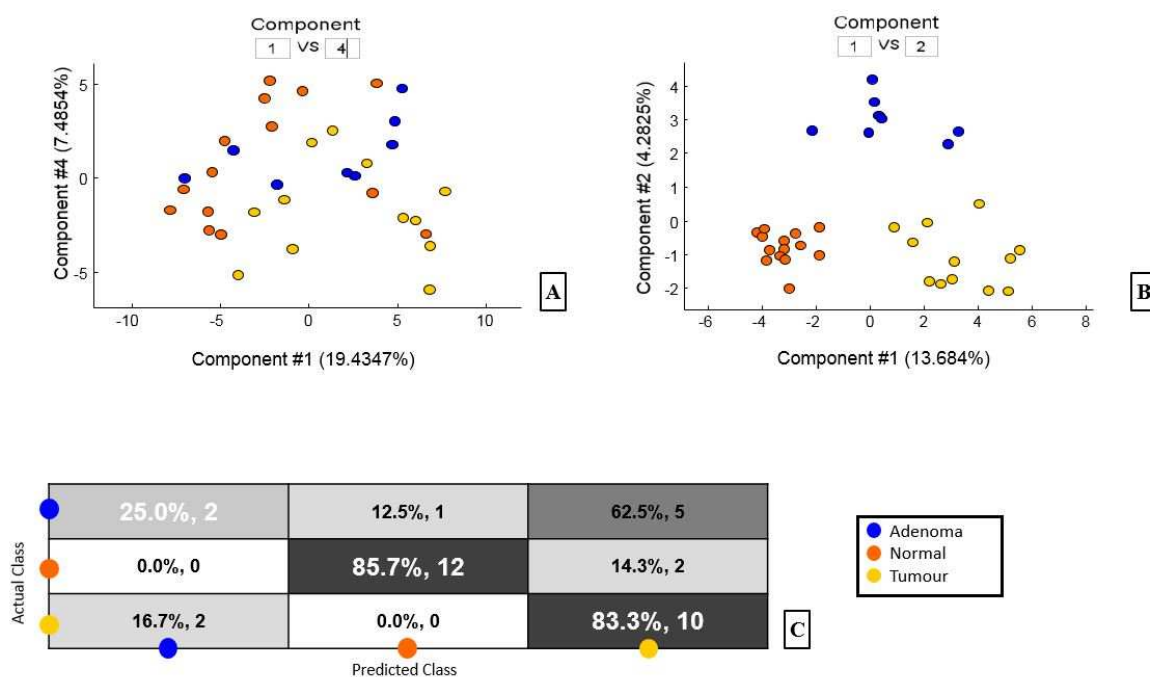 Component
1 vs 4
Component #4 (7.4854%)
5
0
-5
-10 -5 0 5 10
Component #1 (19.4347%)
A
Component
1 vs 2
Component #2 (4.2825%)
4
3
2
1
0
-1
-2
-6 -4 -2 0 2 4 6 8
Component #1 (13.684%)
B
Actual Class
25.0%, 2 12.5%, 1 62.5%, 5
0.0%, 0 85.7%, 12 14.3%, 2
16.7%, 2 0.0%, 0 83.3%, 10
C
Predicted Class
Adenoma
Normal
Tumour